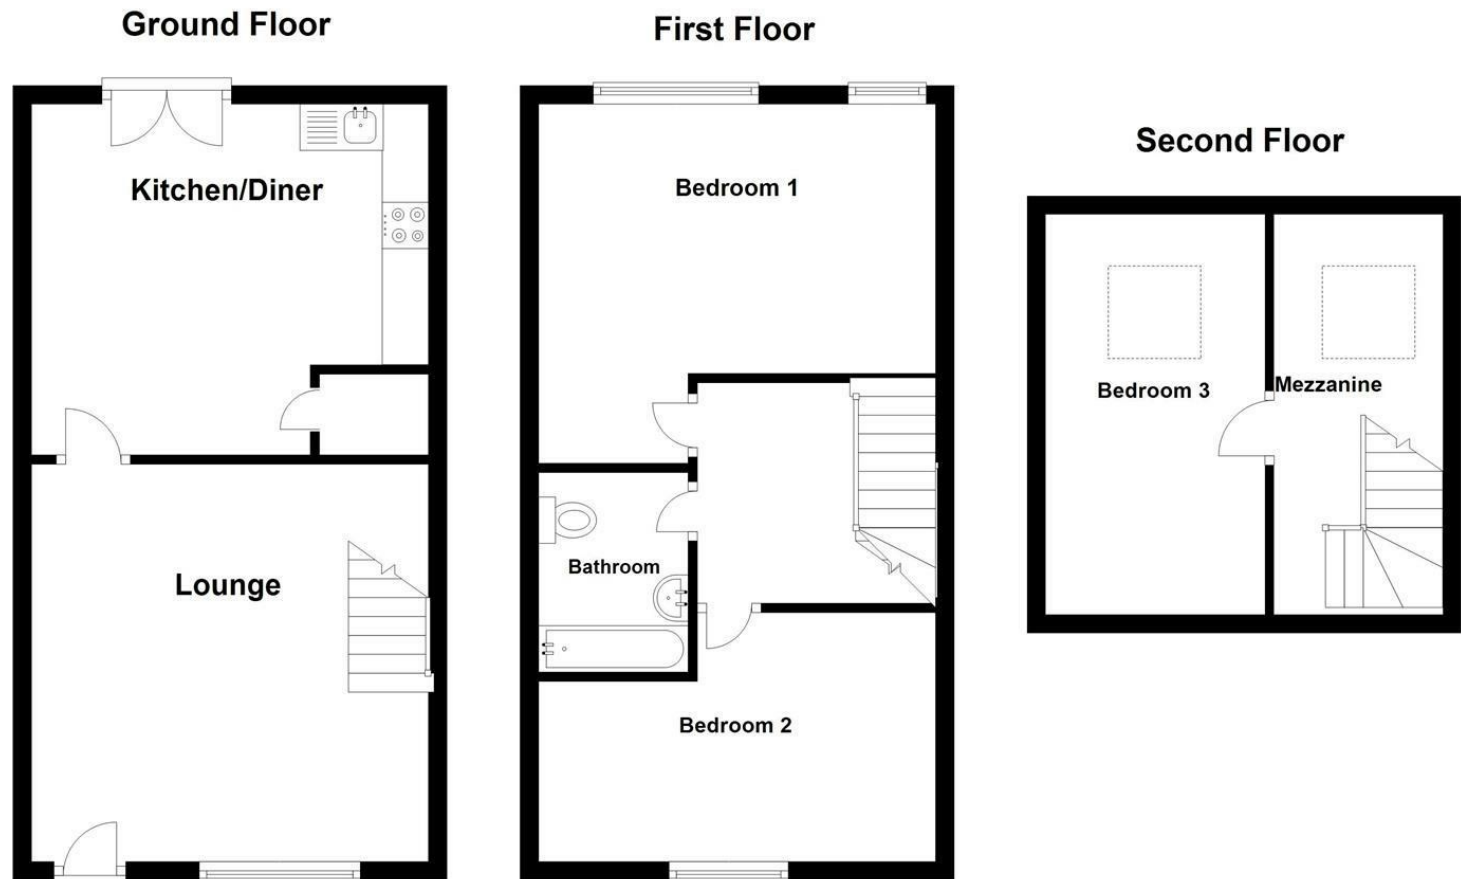 Ground Floor
Kitchen/Diner
Lounge
First Floor
Bedroom 1
Bathroom
Bedroom 2
Second Floor
Bedroom 3
Mezzanine